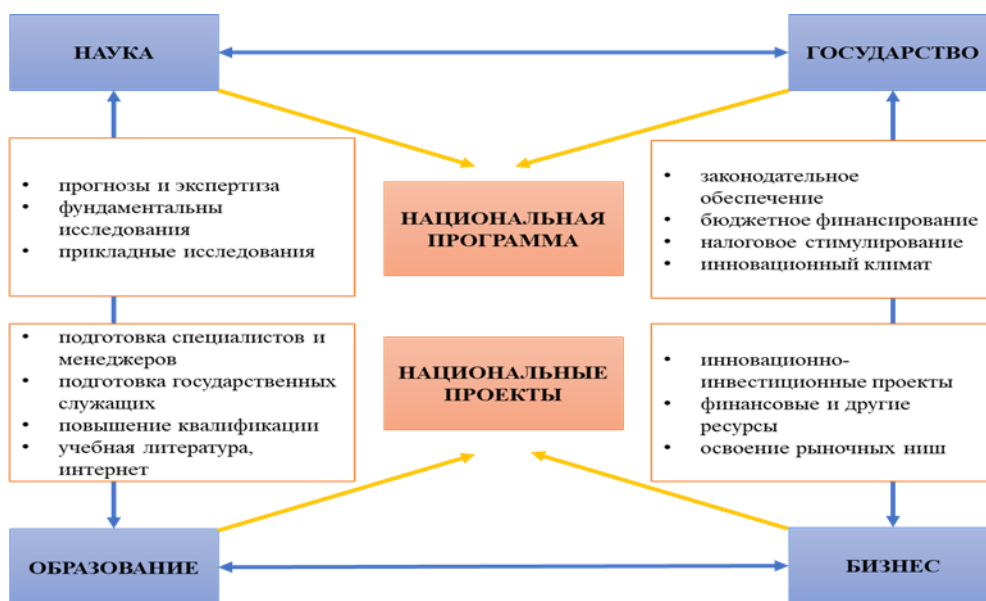 НАУКА
ГОСУДАРСТВО
• прогнозы и экспертиза
• фундаментальны
исследования
• прикладные исследования
НАЦИОНАЛЬНАЯ
ПРОГРАММА
• законодательное
обеспечение
• бюджетное финансирование
• налоговое стимулирование
• инновационный климат
• подготовка специалистов и
менеджеров
• подготовка государственных
служащих
• повышение квалификации
• учебная литература,
интернет
НАЦИОНАЛЬНЫЕ
ПРОЕКТЫ
• инновационно-
инвестиционные проекты
• финансовые и другие
ресурсы
• освоение рыночных ниш
ОБРАЗОВАНИЕ
БИЗНЕС